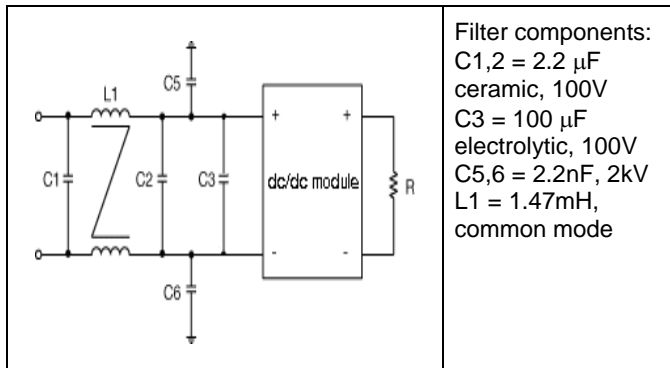 C5
L1
C1
C2
C3
+
+
dc/dc module
R
-
-
C6
Filter components:
C1,2 = 2.2 μF
ceramic, 100V
C3 = 100 μF
electrolytic, 100V
C5,6 = 2.2nF, 2kV
L1 = 1.47mH,
common mode